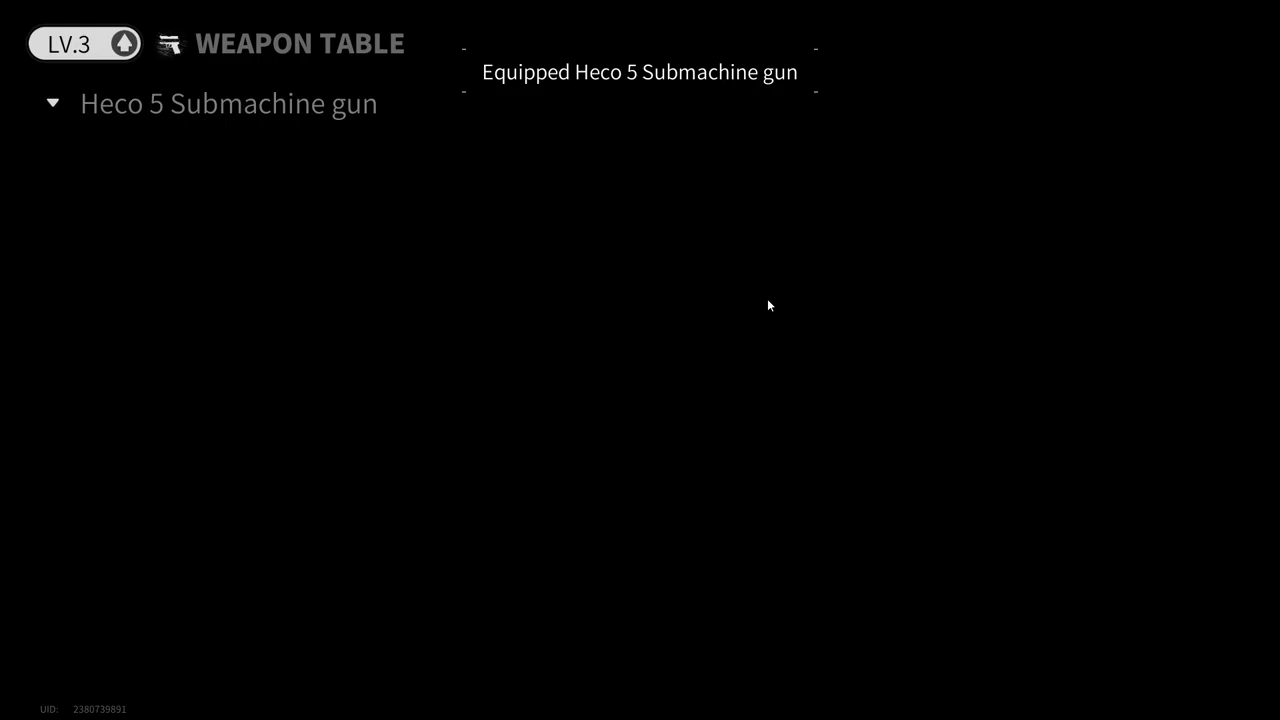 LV.3 WEAPON TABLE
Equipped Heco 5 Submachine gun
Heco 5 Submachine gun
UID: 2380739891